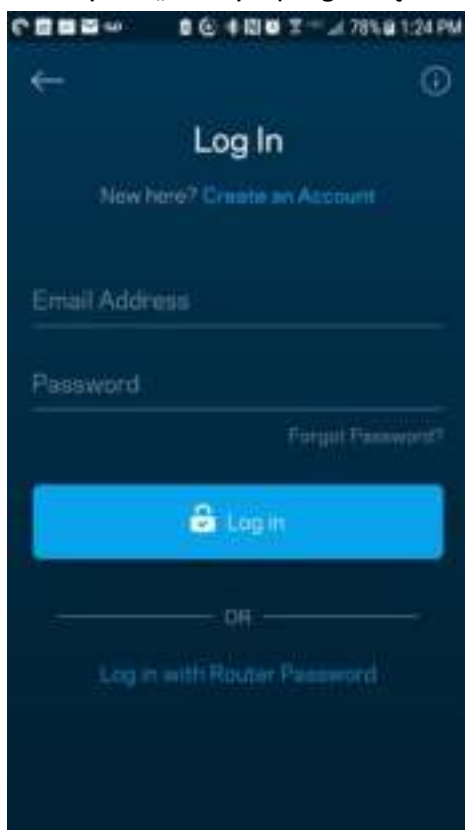 78% 1:24 PM
Log In
New here? Create an Account
Email Address
Password
Forgot Password?
Log in
OR
Log in with Router Password